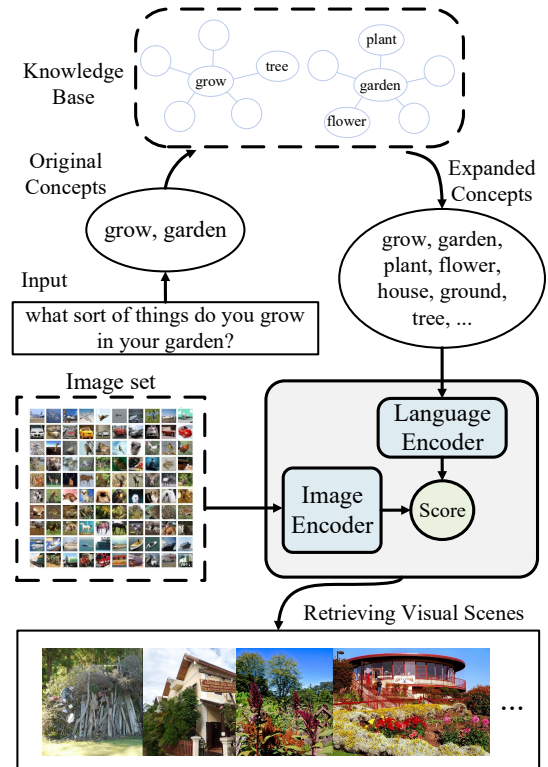 plant
Knowledge
Base
grow
tree
garden
flower
Original
Concepts
Expanded
Concepts
grow, garden
grow, garden,
plant, flower,
house, ground,
tree, ...
Input
what sort of things do you grow
in your garden?
Image set
Language
Encoder
Image
Encoder
Score
Retrieving Visual Scenes
...